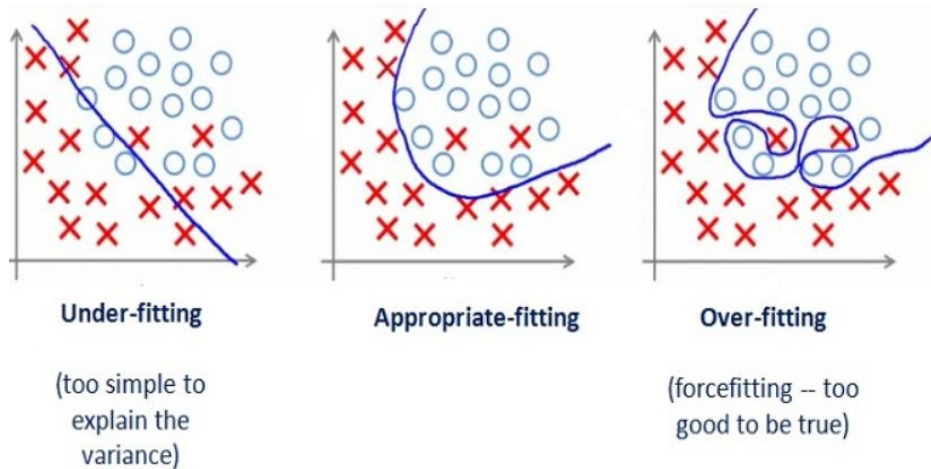 Under-fitting
(too simple to
explain the
variance)
Appropriate-fitting
Over-fitting
(forcefitting -- too
good to be true)